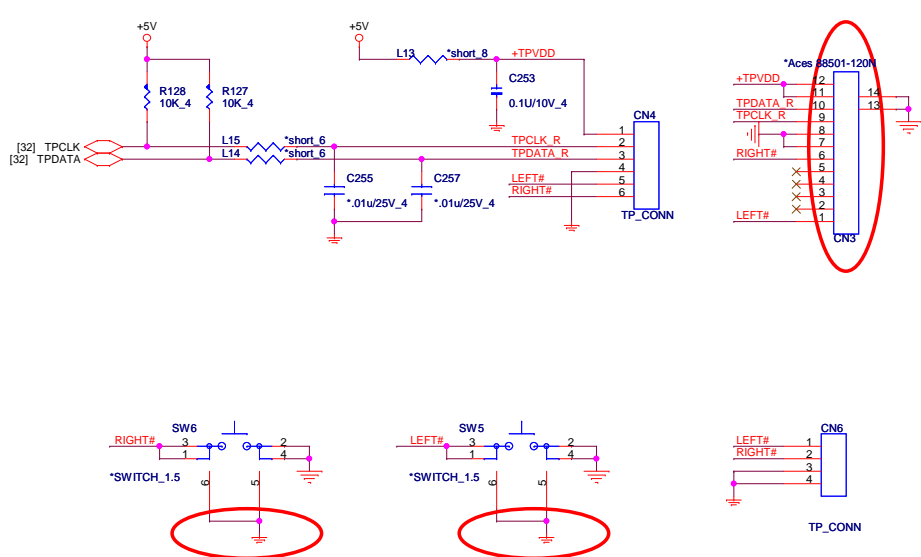 +5V
+5V
L13
*short_8
+TPVDD
*Aces 88501-120N
R128
10K_4
R127
10K_4
C253
0.1U/10V_4
+TPVDD
12
11
14
TPDATA_R
10
13
TPCLK_R
9
CN4
8
1
7
[32] TPCLK
L15
*short_6
TPCLK_R
2
RIGHT#
6
[32] TPDATA
L14
*short_6
TPDATA_R
3
5
4
4
C255
C257
LEFT#
5
3
*.01u/25V_4
*.01u/25V_4
RIGHT#
6
2
TP_CONN
LEFT#
1
CN3
SW6
SW5
CN6
RIGHT#
3
2
LEFT#
3
2
LEFT#
1
1
4
1
4
RIGHT#
2
3
*SWITCH_1.5
6
5
*SWITCH_1.5
6
5
4
TP_CONN